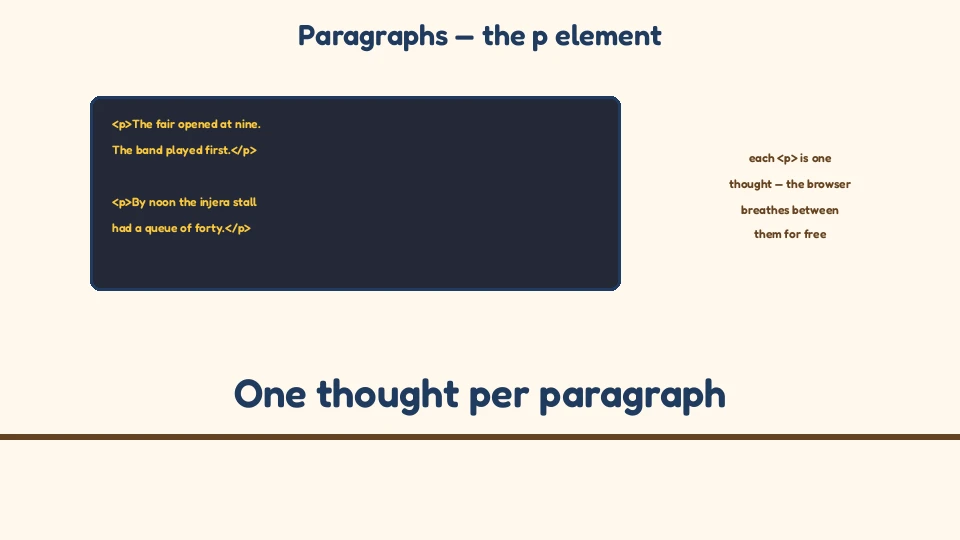 Paragraphs — the p element
<p>The fair opened at nine.
The band played first.</p>
<p>By noon the injera stall
had a queue of forty.</p>
each <p> is one
thought — the browser
breathes between
them for free
One thought per paragraph